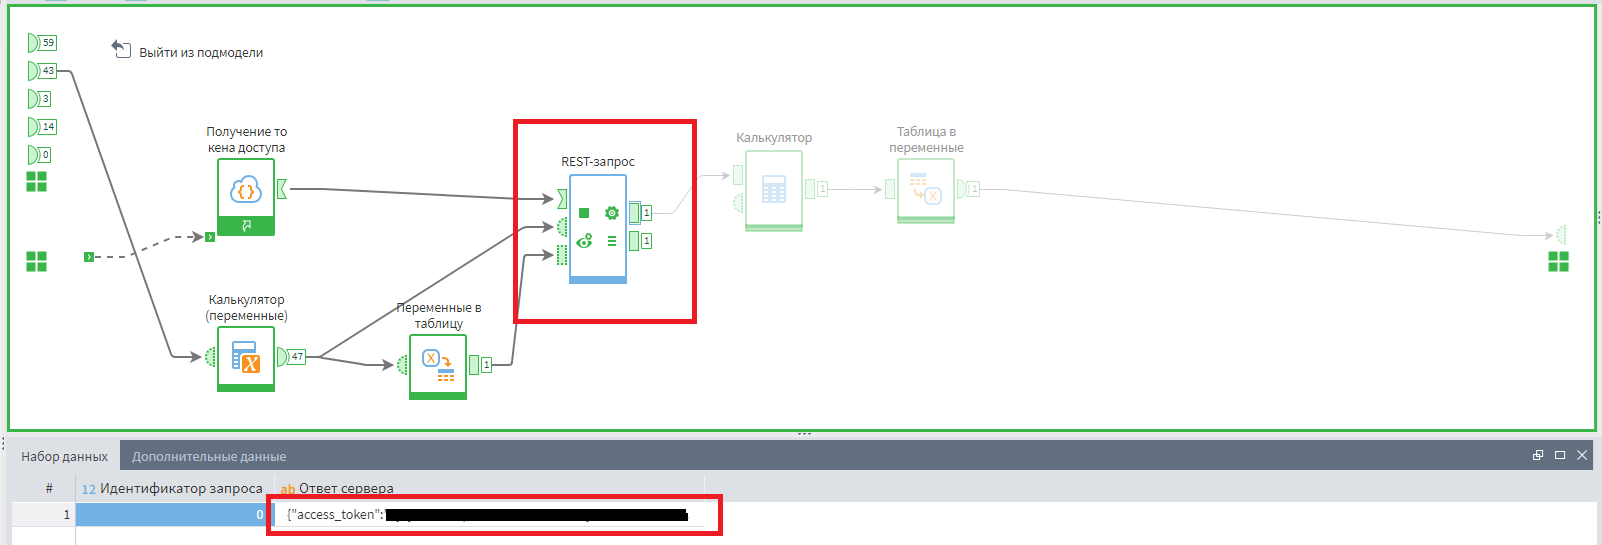 59
43
3
14
0
Выйти из подмодели
Получение то
кена доступа
REST-запрос
1
1
Калькулятор
1
Таблица в
переменные
1
Калькулятор
(переменные)
47
Переменные в
таблицу
1
Набор данных
Дополнительные данные
# 12 Идентификатор запроса ab Ответ сервера
1 0 {"access_token":"